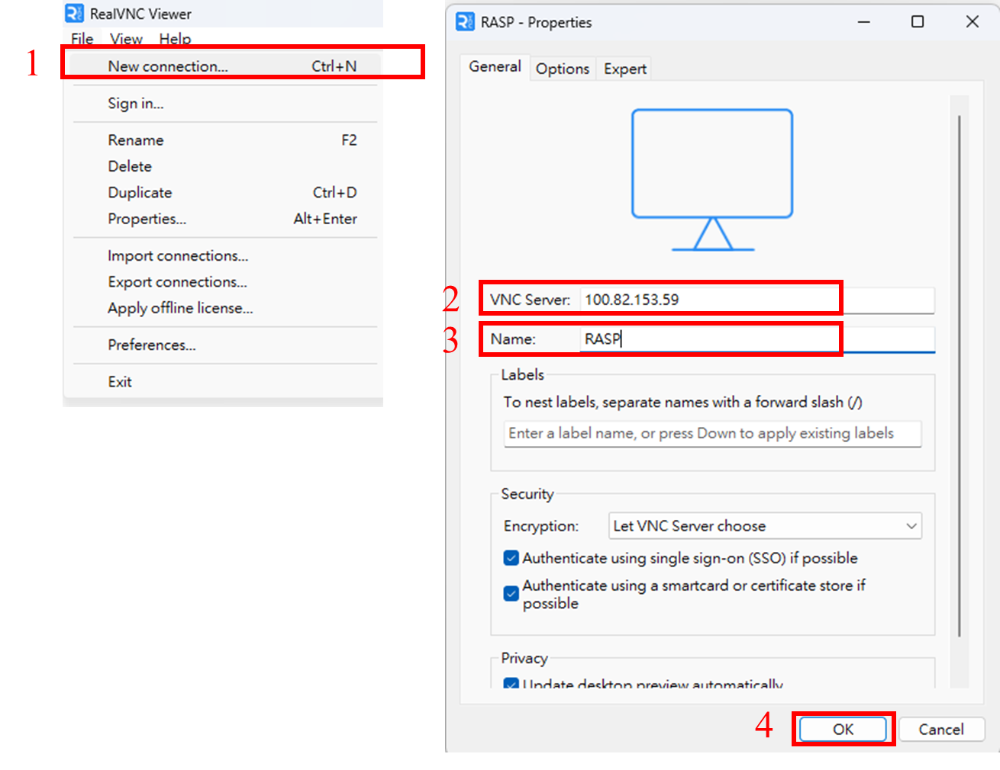 RealVNC Viewer
File View Help
1
New connection... Ctrl+N
Sign in...
Rename F2
Delete
Duplicate Ctrl+D
Properties... Alt+Enter
Import connections...
Export connections...
Apply offline license...
Preferences...
Exit
RASP - Properties
General Options Expert
2
VNC Server: 100.82.153.59
3
Name: RASP
Labels
To nest labels, separate names with a forward slash (/)
Enter a label name, or press Down to apply existing labels
Security
Encryption: Let VNC Server choose
Authenticate using single sign-on (SSO) if possible
Authenticate using a smartcard or certificate store if
possible
Privacy
Update desktop preview automatically
4
OK Cancel